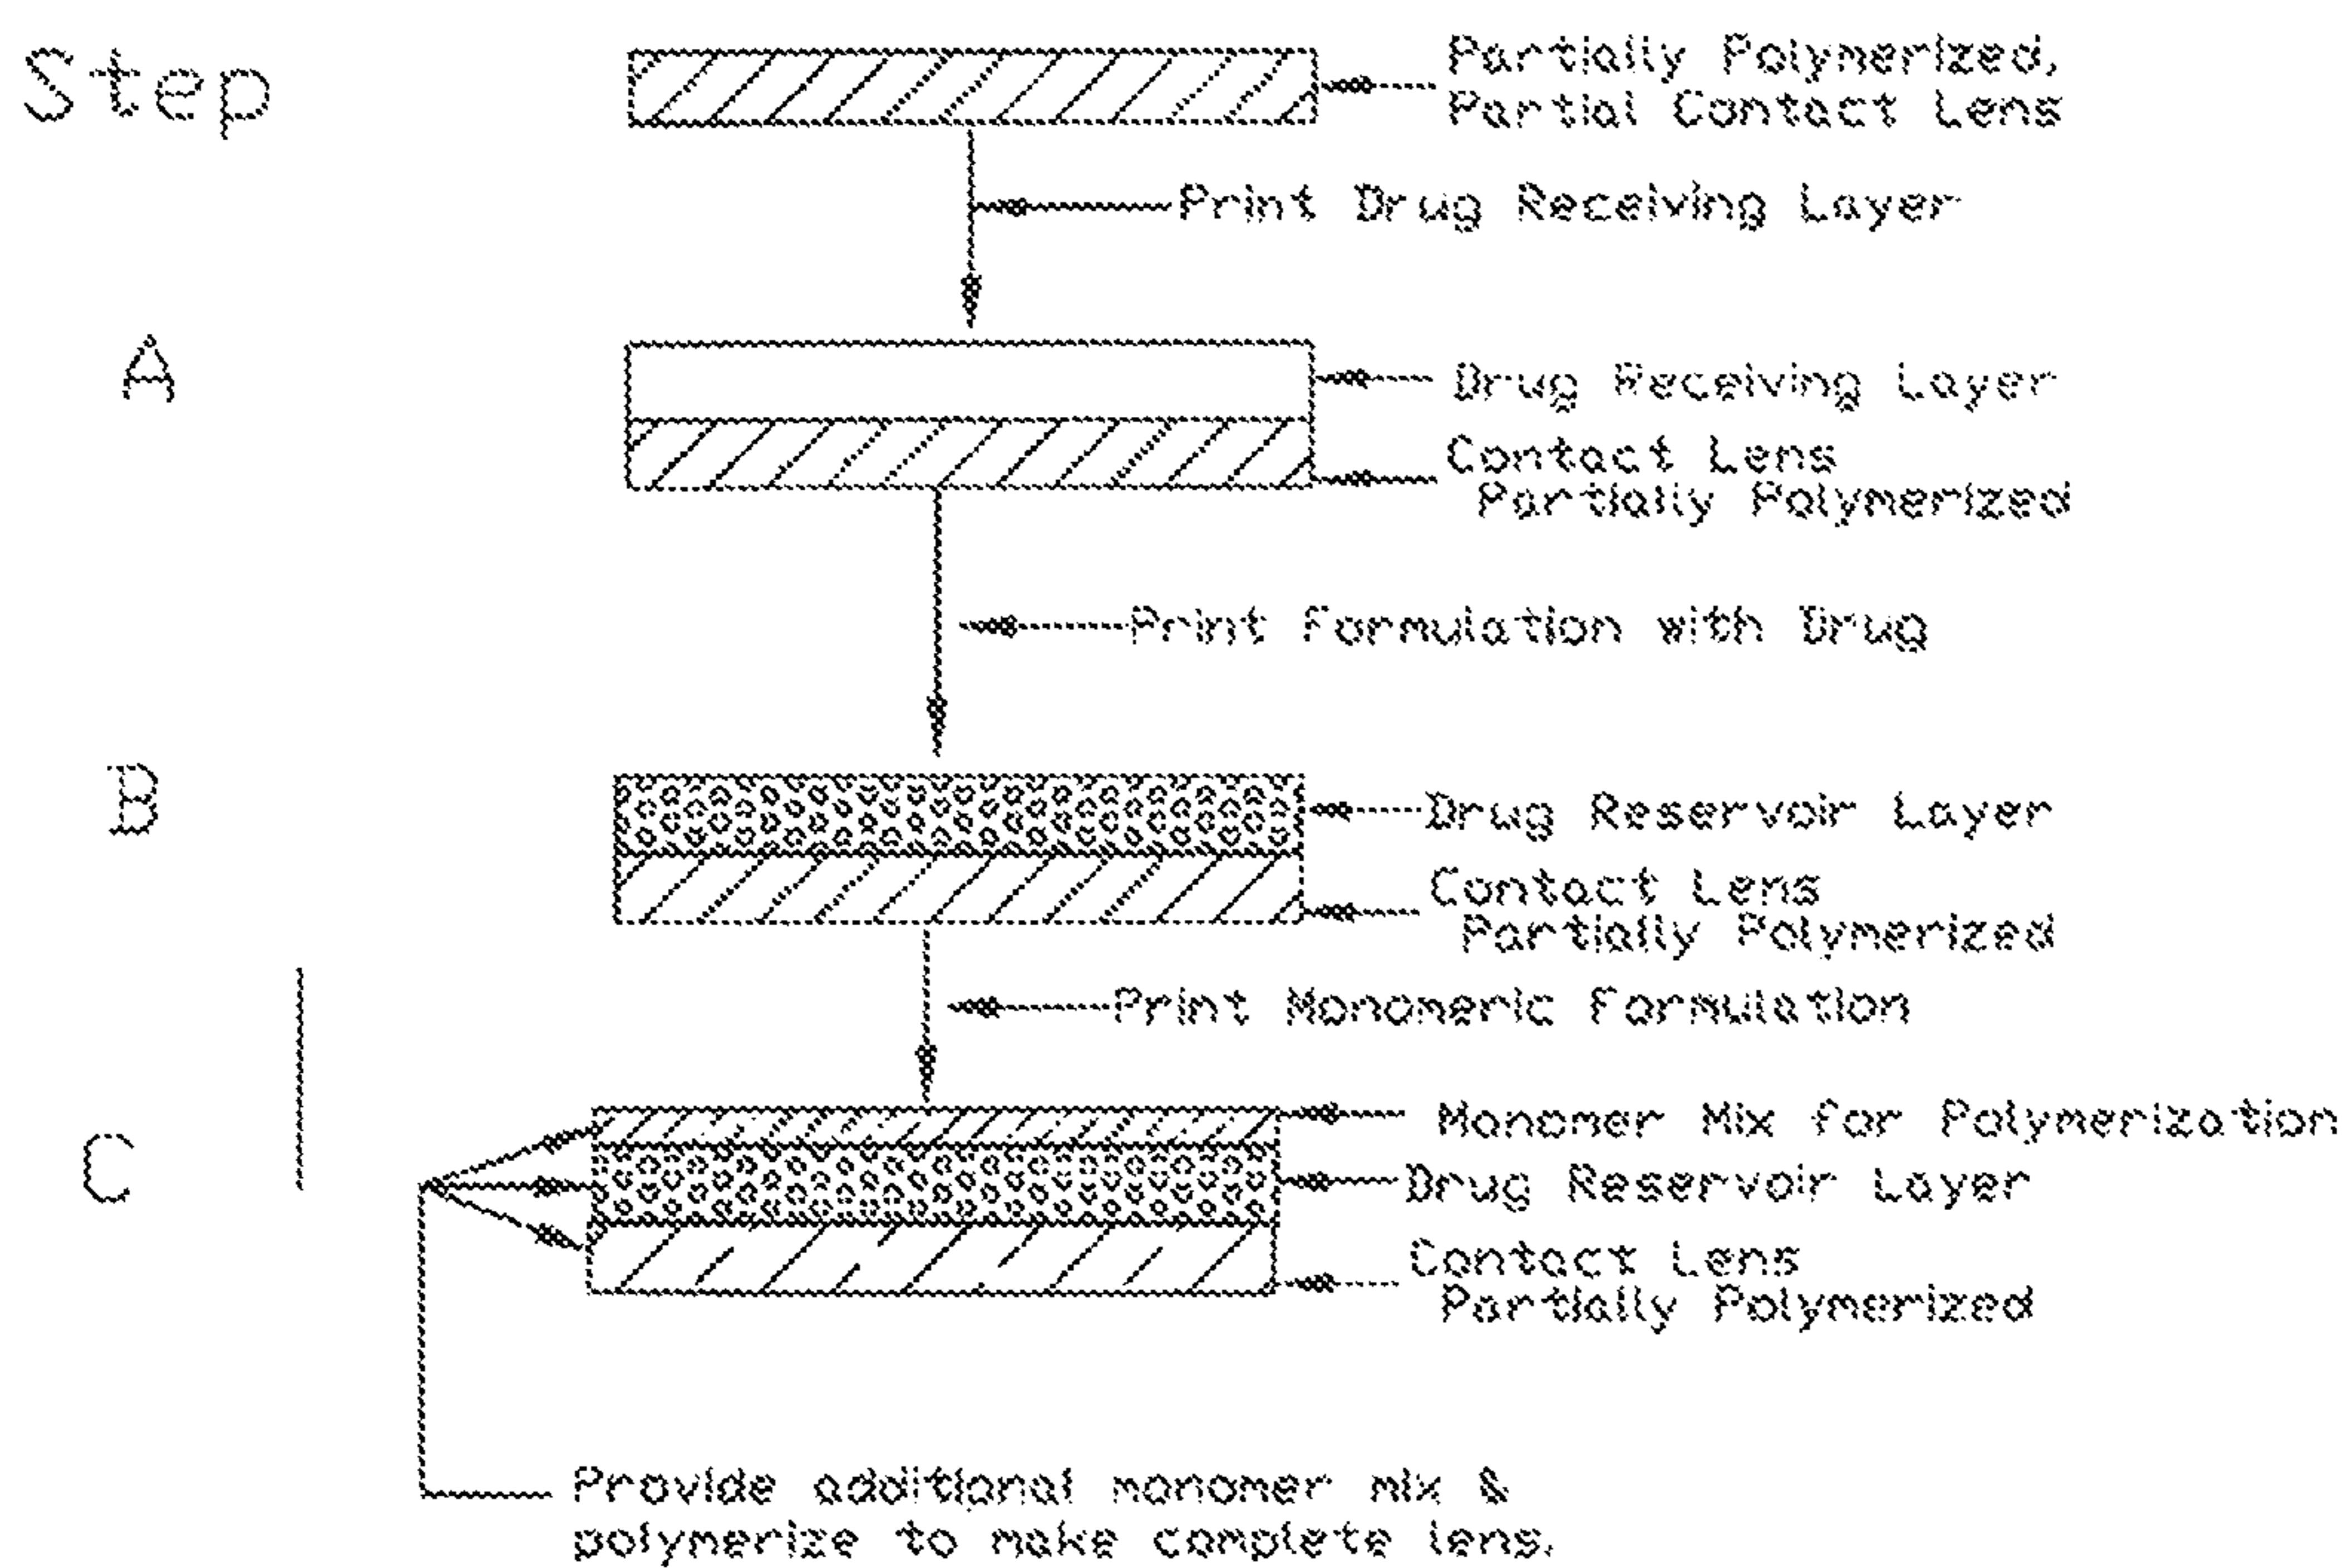 Step
Partially Polymerized,
Partial Contact Lens
Print Drug Receiving Layer
A
Drug Receiving Layer
Contact Lens
Partially Polymerized
Print Formulation with Drug
B
Drug Reservoir Layer
Contact Lens
Partially Polymerized
Print Monomeric Formulation
C
Monomer Mix for Polymerization
Drug Reservoir Layer
Contact Lens
Partially Polymerized
Provide additional monomer mix &
polymerize to make complete lens.